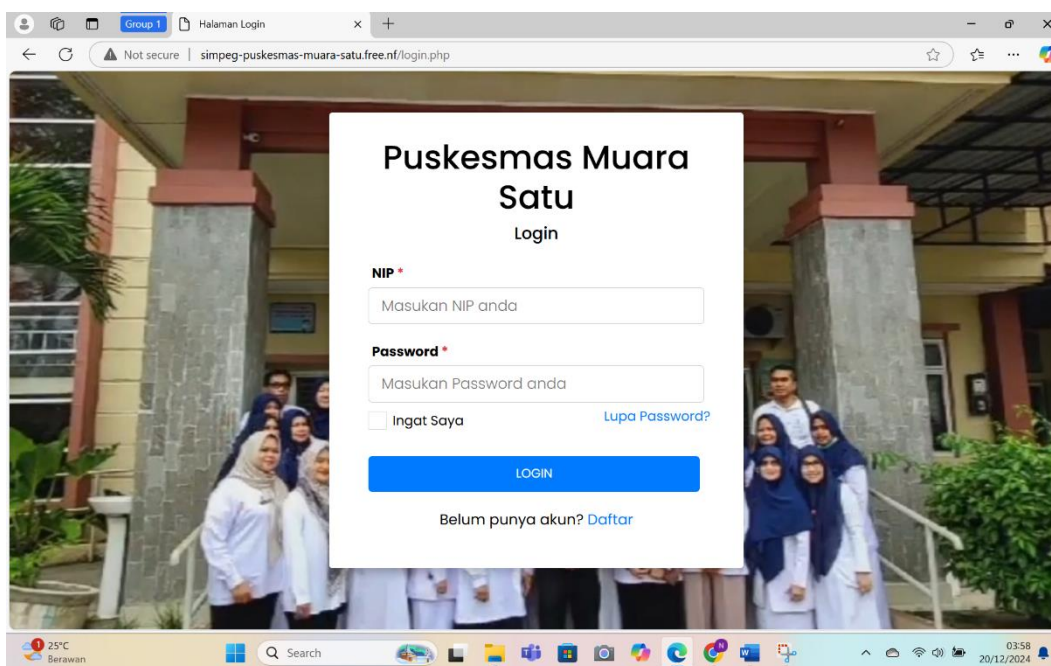 Group 1
Halaman Login
Not secure | simpeg-puskesmas-muara-satu.free.nf/login.php
Puskesmas Muara
Satu
Login
NIP *
Masukan NIP anda
Password *
Masukan Password anda
Ingat Saya
Lupa Password?
LOGIN
Belum punya akun? Daftar
1
25°C
Berawan
Search
N
03:58
20/12/2024